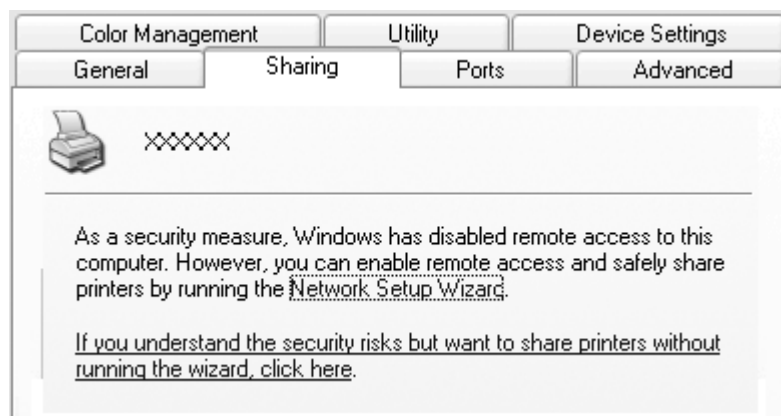 Color Management
Utility
Device Settings
General
Sharing
Ports
Advanced
XXXXXX
As a security measure, Windows has disabled remote access to this
computer. However, you can enable remote access and safely share
printers by running the Network Setup Wizard.
If you understand the security risks but want to share printers without
running the wizard, click here.